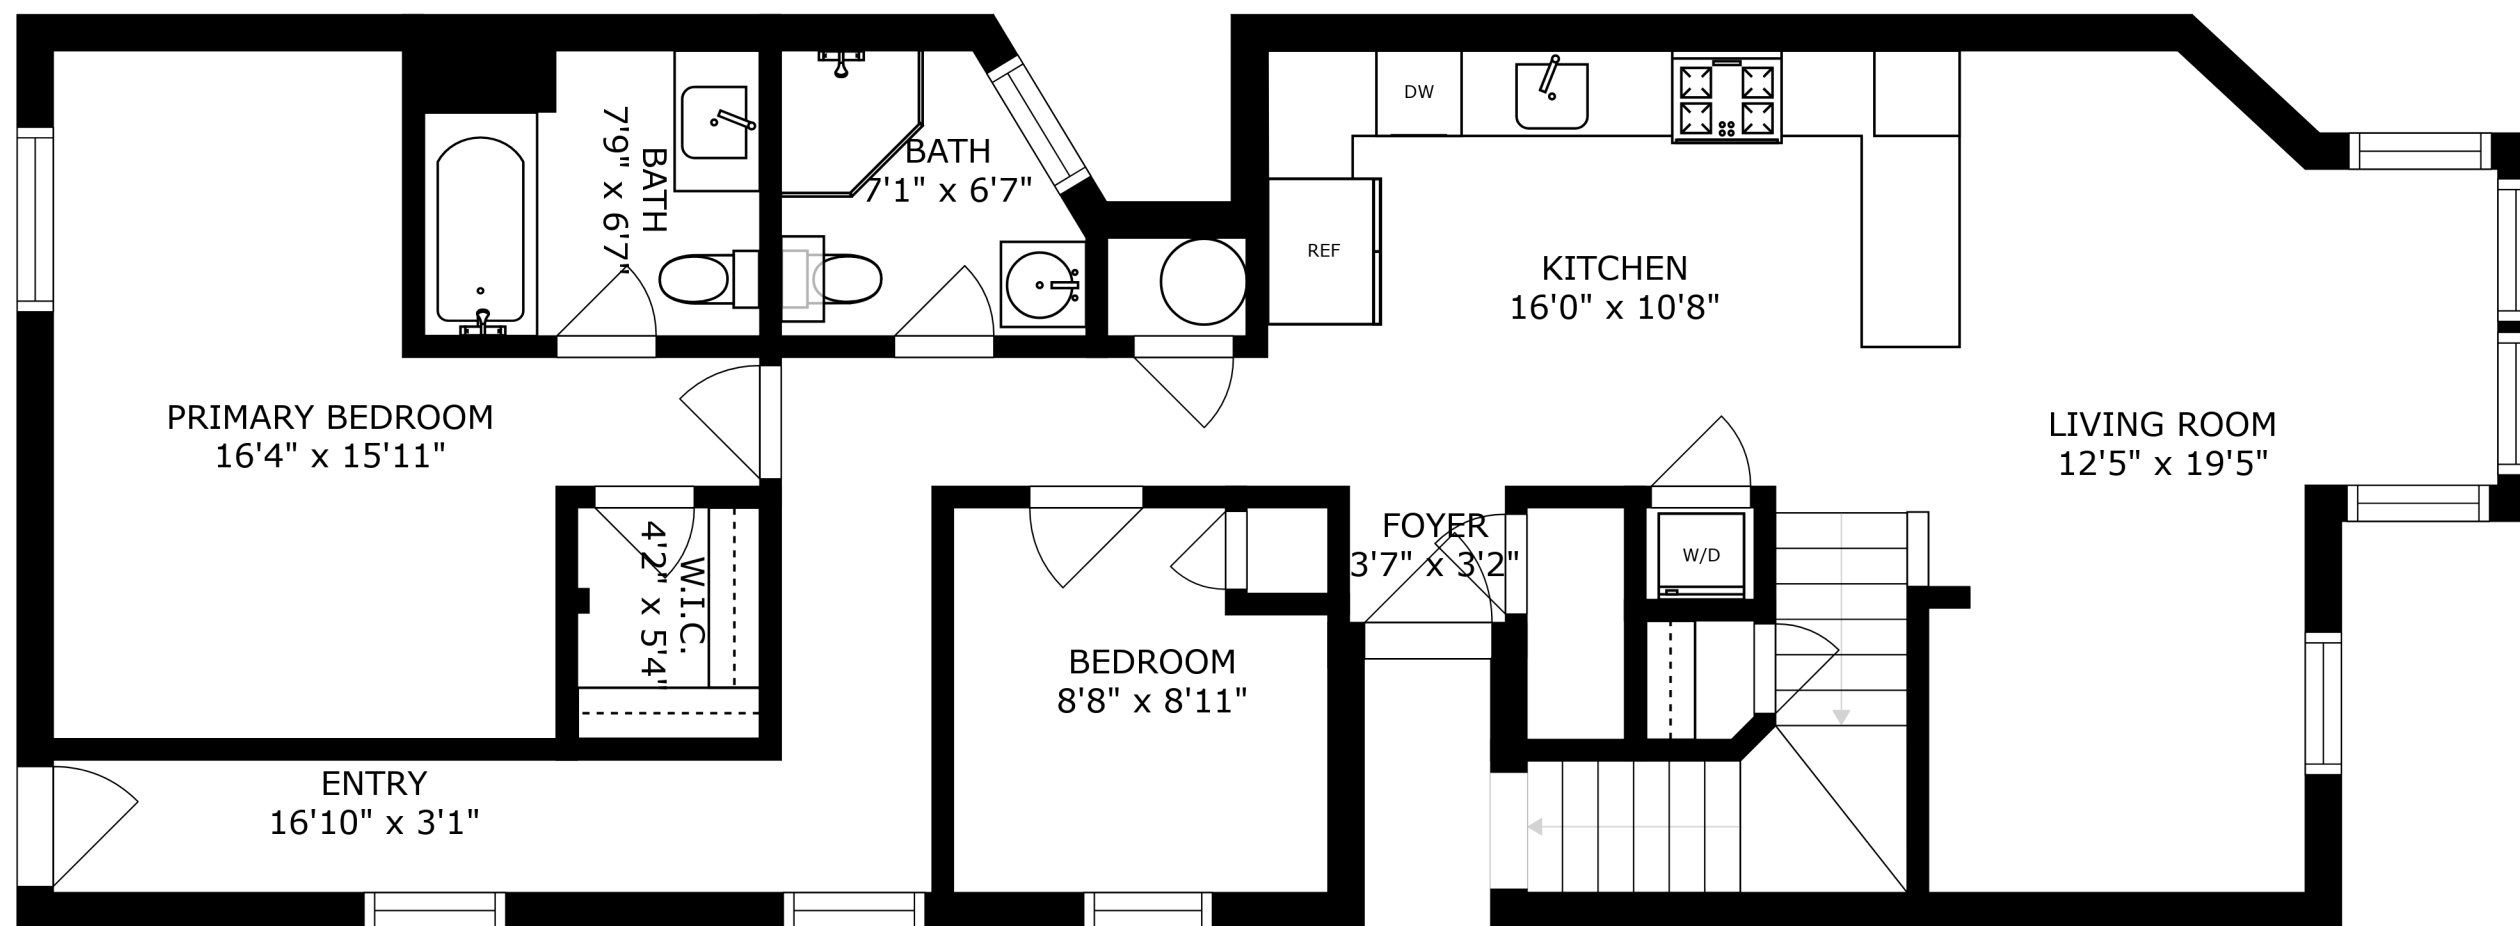 DW
BATH
7'9" x 6'7"
BATH
7'1" x 6'7"
REF
KITCHEN
16'0" x 10'8"
PRIMARY BEDROOM
16'4" x 15'11"
LIVING ROOM
12'5" x 19'5"
FOYER
3'7" x 3'2"
W/D
W.I.C.
4'2" x 5'4"
BEDROOM
8'8" x 8'11"
ENTRY
16'10" x 3'1"